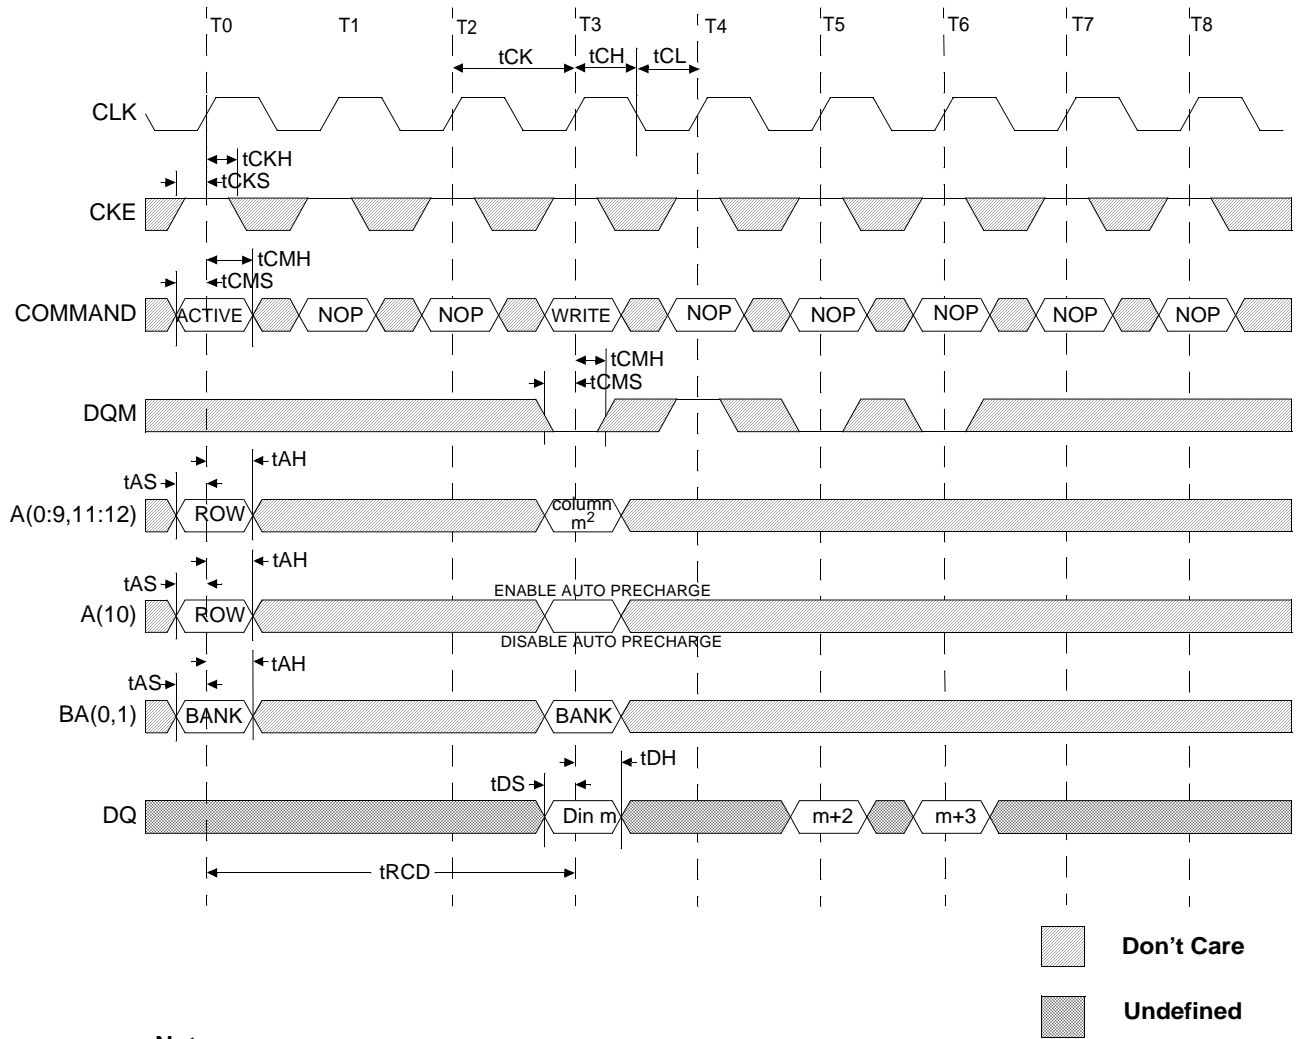 T0 T1 T2 T3 T4 T5 T6 T7 T8
tCK tCH tCL
CLK
tCKH
tCKS
CKE
tCMH
tCMS
COMMAND ACTIVE NOP NOP WRITE NOP NOP NOP NOP NOP
tCMH
tCMS
DQM
tAH
tAS
A(0:9,11:12) ROW column m2
tAH
tAS
ENABLE AUTO PRECHARGE
A(10) ROW
DISABLE AUTO PRECHARGE
tAH
tAS
BA(0,1) BANK BANK
tDH
tDS
DQ Din m m+2 m+3
tRCD
Don't Care
Undefined